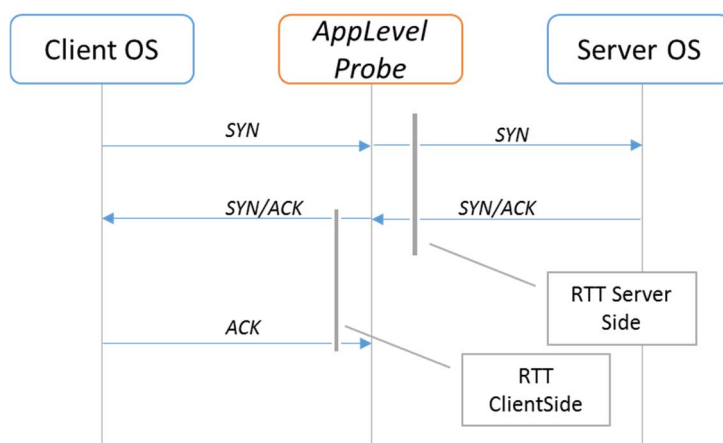 Client OS
AppLevel
Probe
Server OS
SYN
SYN
SYN/ACK
SYN/ACK
RTT Server
Side
ACK
RTT
ClientSide